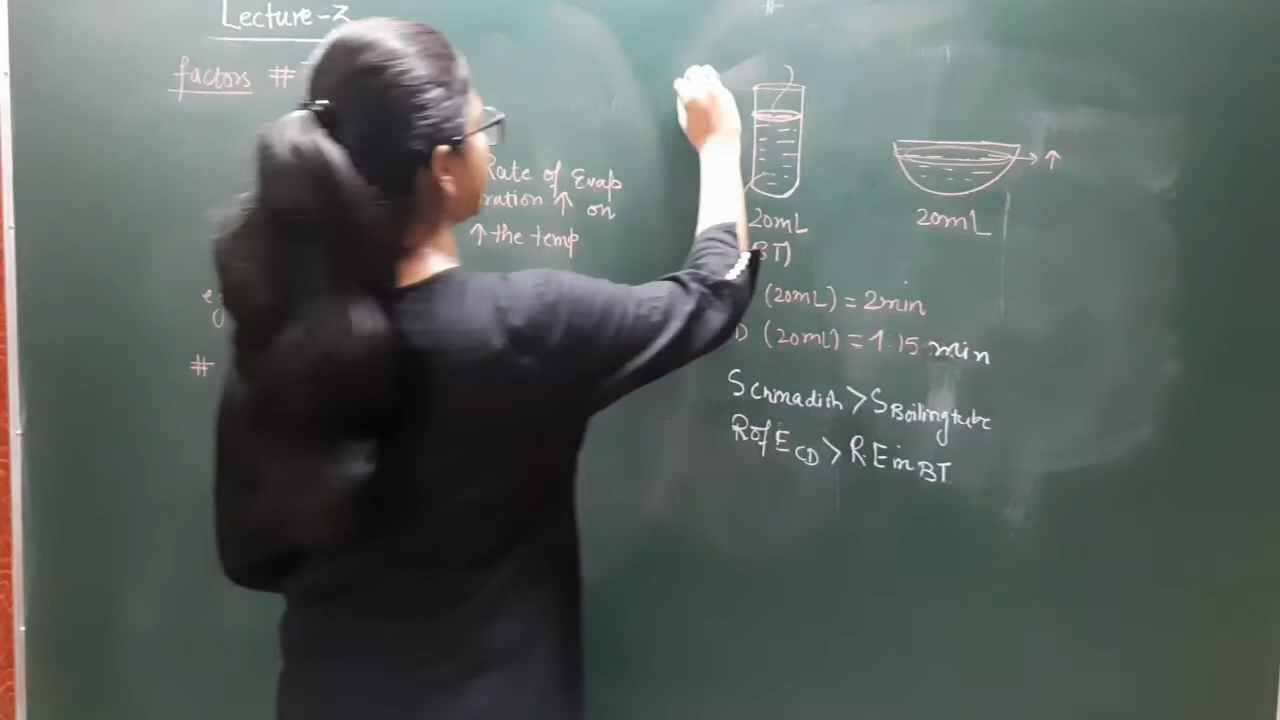 Lecture-3
factors #
Rate of Evap
ration ↑ on
↑ the temp
eg
#
#
20mL
BT)
↑
20mL
(20mL) = 2min
D (20mL) = 1.15 min
S Chinadish > S Boilingtube
R of E CD > R.E in BT